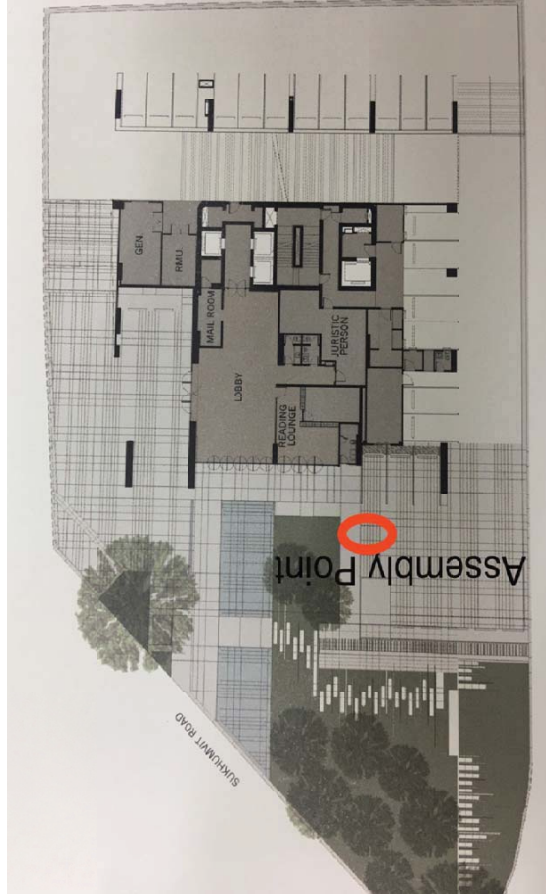 GEN.
RMU.
MAIL ROOM
LOBBY
JURISTIC
PERSON
READING
LOUNGE
Assembly Point
SUKHUMVIT ROAD